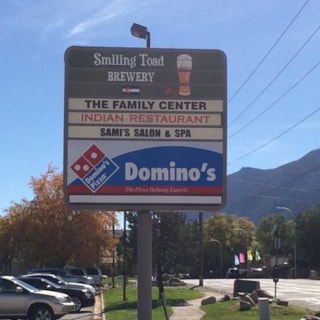 Smiling Toad
BREWERY
THE FAMILY CENTER
INDIAN RESTAURANT
SAMI'S SALON & SPA
Domino's
Pizza
Domino's
The Pizza Delivery Experts